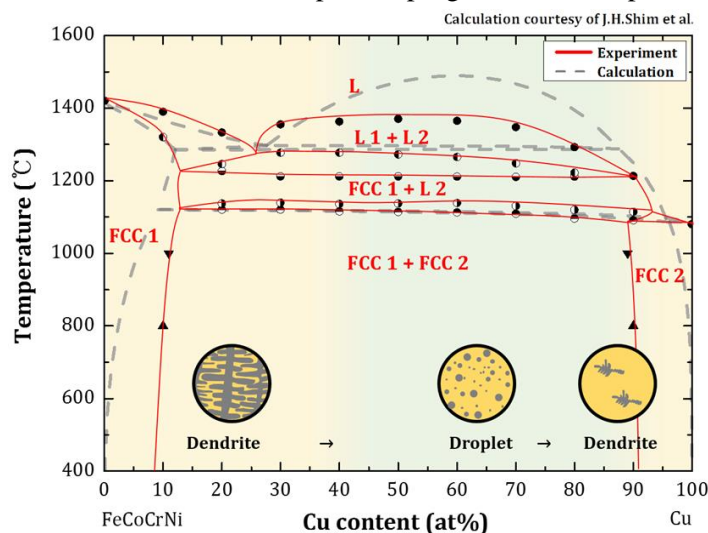 Calculation courtesy of J.H.Shim et al.
1600
1400
1200
1000
800
600
400
Temperature (℃)
Experiment
Calculation
L
L 1 + L 2
FCC 1 + L 2
FCC 1
FCC 1 + FCC 2
FCC 2
Dendrite → Droplet → Dendrite
0 10 20 30 40 50 60 70 80 90 100
FeCoCrNi Cu content (at%) Cu